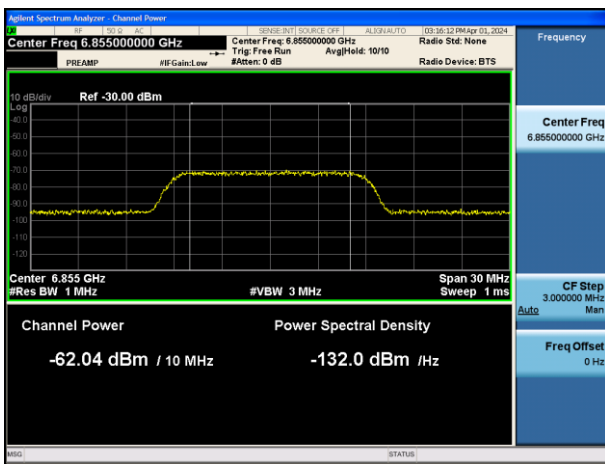 Agilent Spectrum Analyzer - Channel Power
RF 50 Ω AC SENSE:INT SOURCE OFF ALIGNAUTO 03:16:12 PM Apr 01, 2024
Center Freq 6.855000000 GHz
Center Freq: 6.855000000 GHz Radio Std: None
Trig: Free Run Avg|Hold: 10/10
PREAMP #IFGain:Low #Atten: 0 dB Radio Device: BTS
10 dB/div Ref -30.00 dBm
Log
-40.0
-50.0
-60.0
-70.0
-80.0
-90.0
-100
-110
-120
Center 6.855 GHz Span 30 MHz
#Res BW 1 MHz #VBW 3 MHz Sweep 1 ms
Channel Power Power Spectral Density
-62.04 dBm / 10 MHz -132.0 dBm /Hz
MSG STATUS
Frequency
Center Freq
6.855000000 GHz
CF Step
3.000000 MHz
Auto Man
Freq Offset
0 Hz